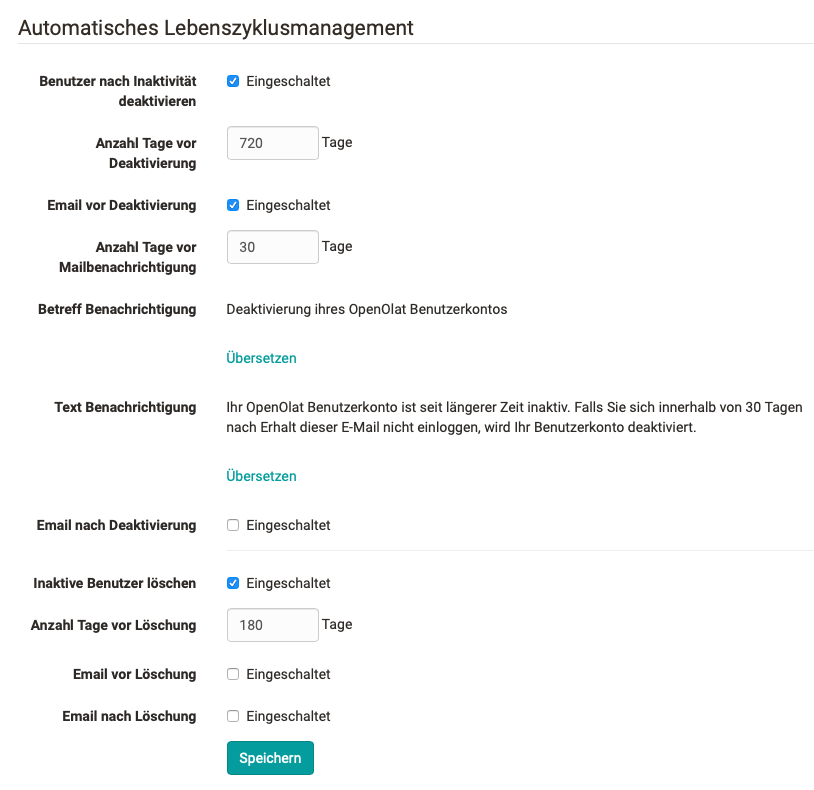 Automatisches Lebenszyklusmanagement
Benutzer nach Inaktivität
deaktivieren
Eingeschaltet
Anzahl Tage vor
Deaktivierung
720 Tage
Email vor Deaktivierung
Eingeschaltet
Anzahl Tage vor
Mailbenachrichtigung
30 Tage
Betreff Benachrichtigung
Deaktivierung ihres OpenOlat Benutzerkontos
Übersetzen
Text Benachrichtigung
Ihr OpenOlat Benutzerkonto ist seit längerer Zeit inaktiv. Falls Sie sich innerhalb von 30 Tagen
nach Erhalt dieser E-Mail nicht einloggen, wird Ihr Benutzerkonto deaktiviert.
Übersetzen
Email nach Deaktivierung
Eingeschaltet
Inaktive Benutzer löschen
Eingeschaltet
Anzahl Tage vor Löschung
180 Tage
Email vor Löschung
Eingeschaltet
Email nach Löschung
Eingeschaltet
Speichern